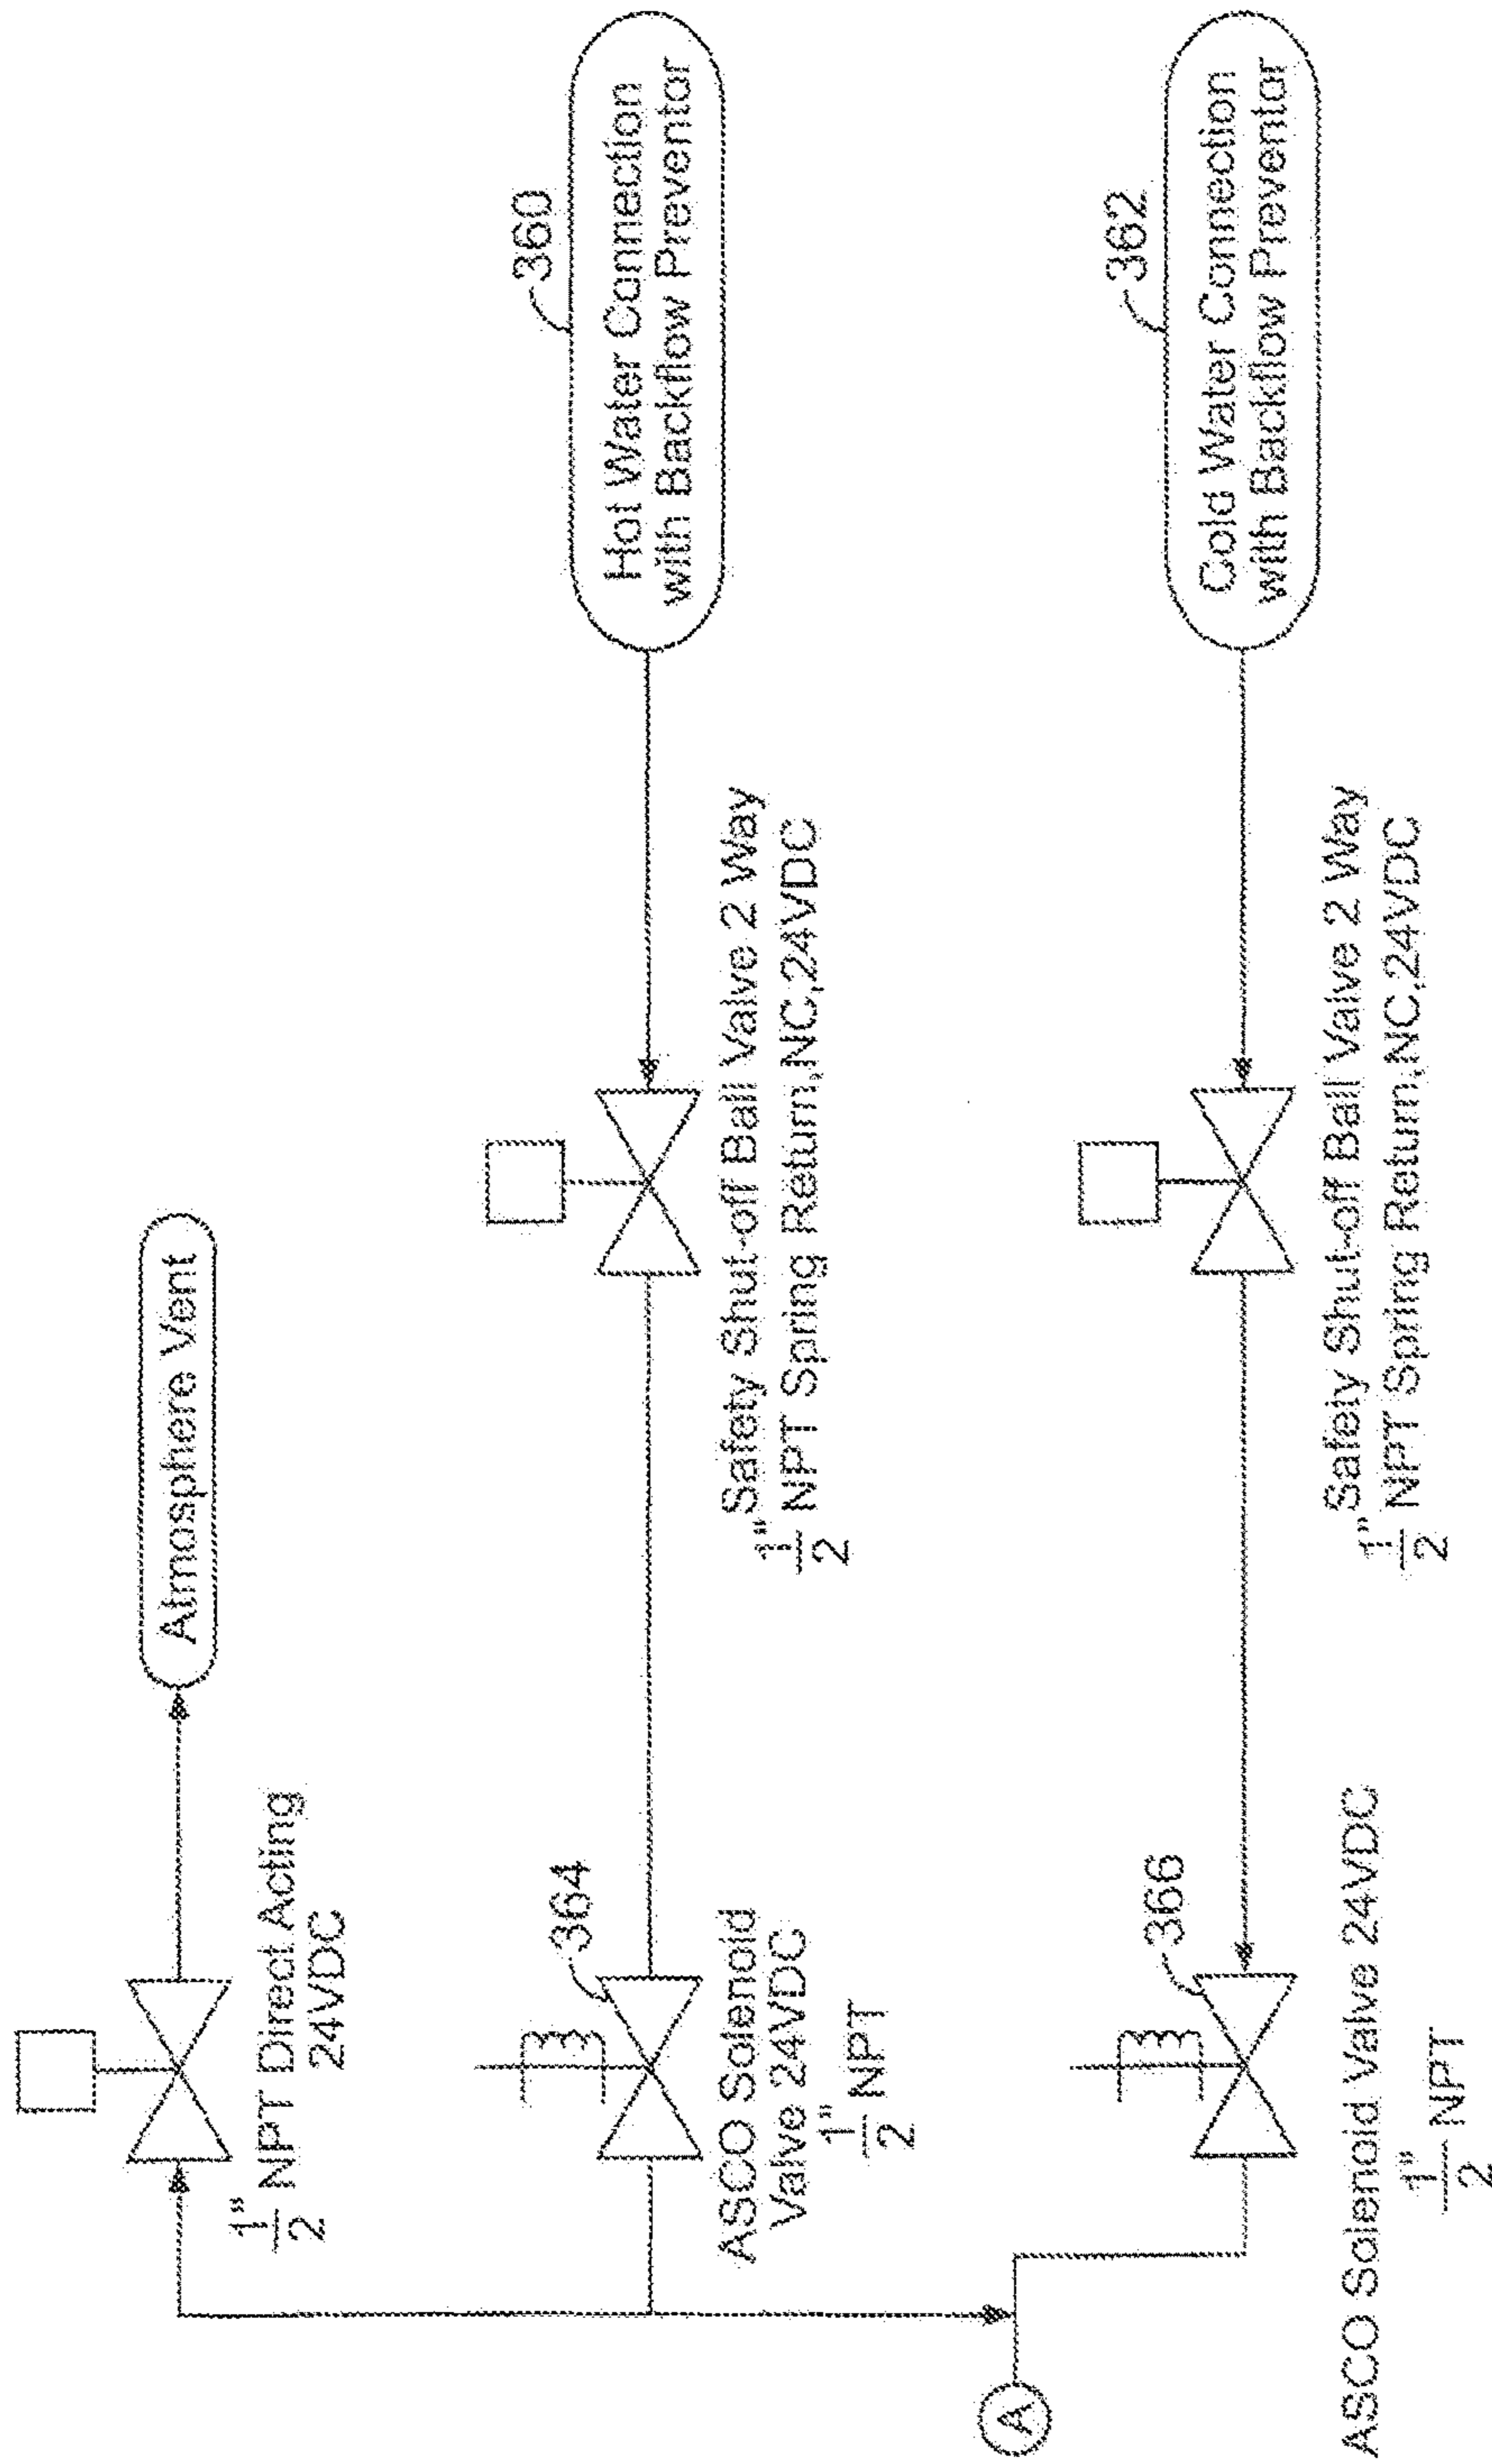 Atmosphere Vent
1"
2
NPT Direct Acting
24VDC
360
Hot Water Connection
with Backflow Preventor
364
ASCO Solenoid
Valve 24VDC
1"
2
NPT
Safety Shut-off Ball Valve 2 Way
1"
2
NPT Spring Return,NC,24VDC
362
Cold Water Connection
with Backflow Preventor
366
Safety Shut-off Ball Valve 2 Way
1"
2
NPT Spring Return,NC,24VDC
A
ASCO Solenoid Valve 24VDC
1"
2
NPT